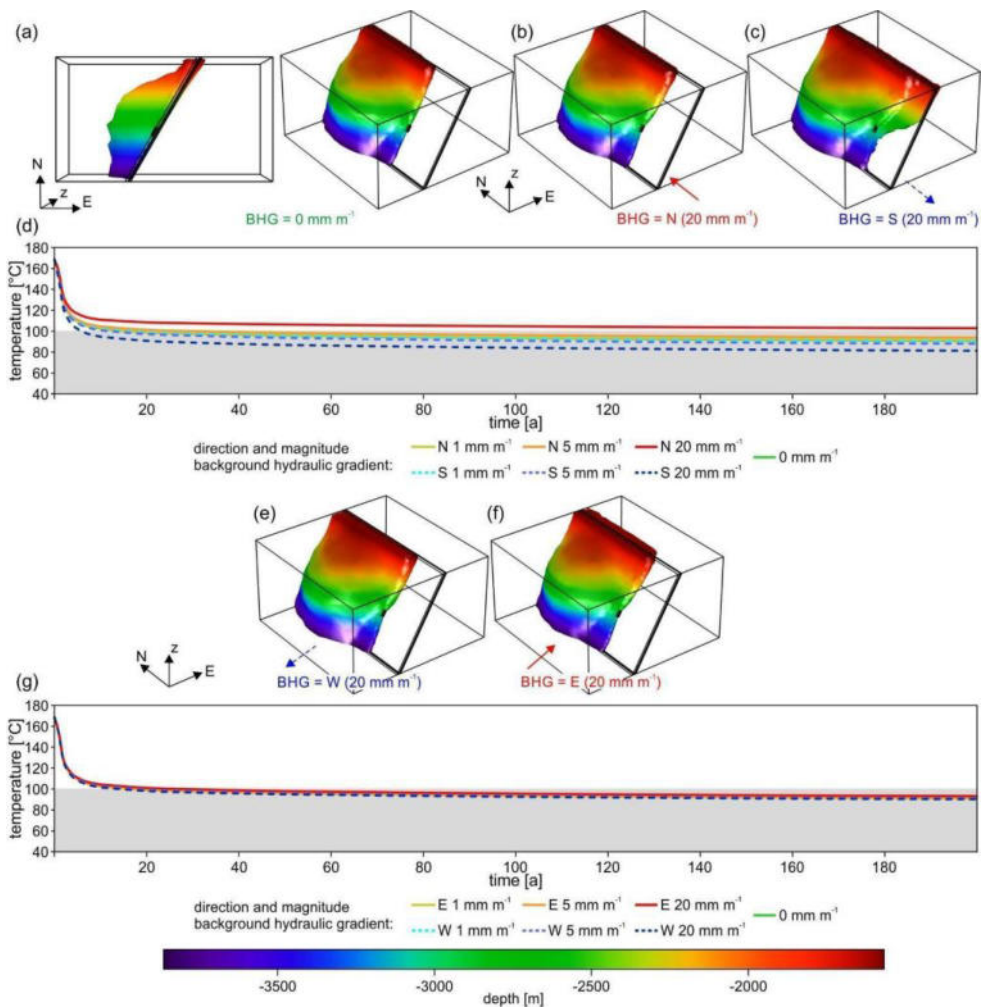 (a)
(b)
(c)
N
z
E
N
z
E
BHG = 0 mm m⁻¹
BHG = N (20 mm m⁻¹)
BHG = S (20 mm m⁻¹)
(d)
temperature [°C]
180
160
140
120
100
80
60
40
20
40
60
80
100
120
140
160
180
time [a]
direction and magnitude
background hydraulic gradient:
N 1 mm m⁻¹
N 5 mm m⁻¹
N 20 mm m⁻¹
0 mm m⁻¹
S 1 mm m⁻¹
S 5 mm m⁻¹
S 20 mm m⁻¹
(e)
(f)
N
z
E
BHG = W (20 mm m⁻¹)
BHG = E (20 mm m⁻¹)
(g)
temperature [°C]
180
160
140
120
100
80
60
40
20
40
60
80
100
120
140
160
180
time [a]
direction and magnitude
background hydraulic gradient:
E 1 mm m⁻¹
E 5 mm m⁻¹
E 20 mm m⁻¹
0 mm m⁻¹
W 1 mm m⁻¹
W 5 mm m⁻¹
W 20 mm m⁻¹
-3500
-3000
-2500
-2000
depth [m]